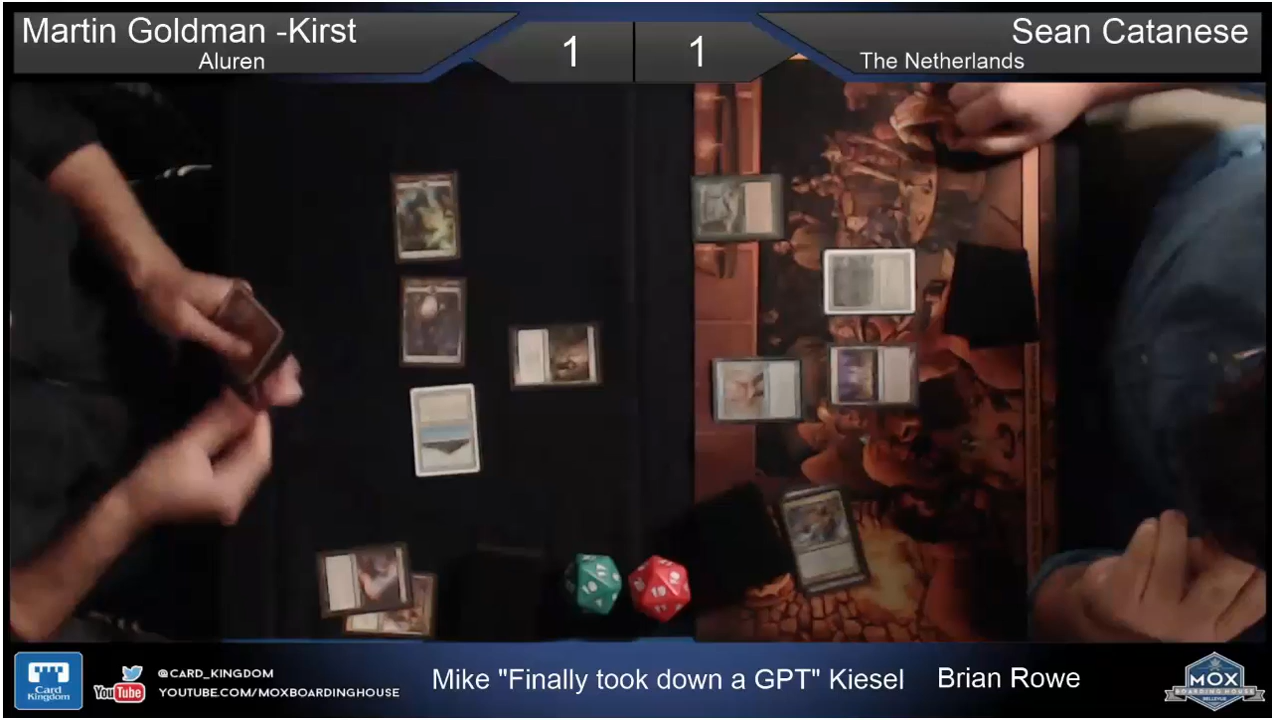 Martin Goldman -Kirst
Aluren
1
1
Sean Catanese
The Netherlands
Card
Kingdom
@CARD_KINGDOM
YouTube
YOUTUBE.COM/MOXBOARDINGHOUSE
Mike "Finally took down a GPT" Kiesel
Brian Rowe
MOX
BOARDING HOUSE
BELLEVUE